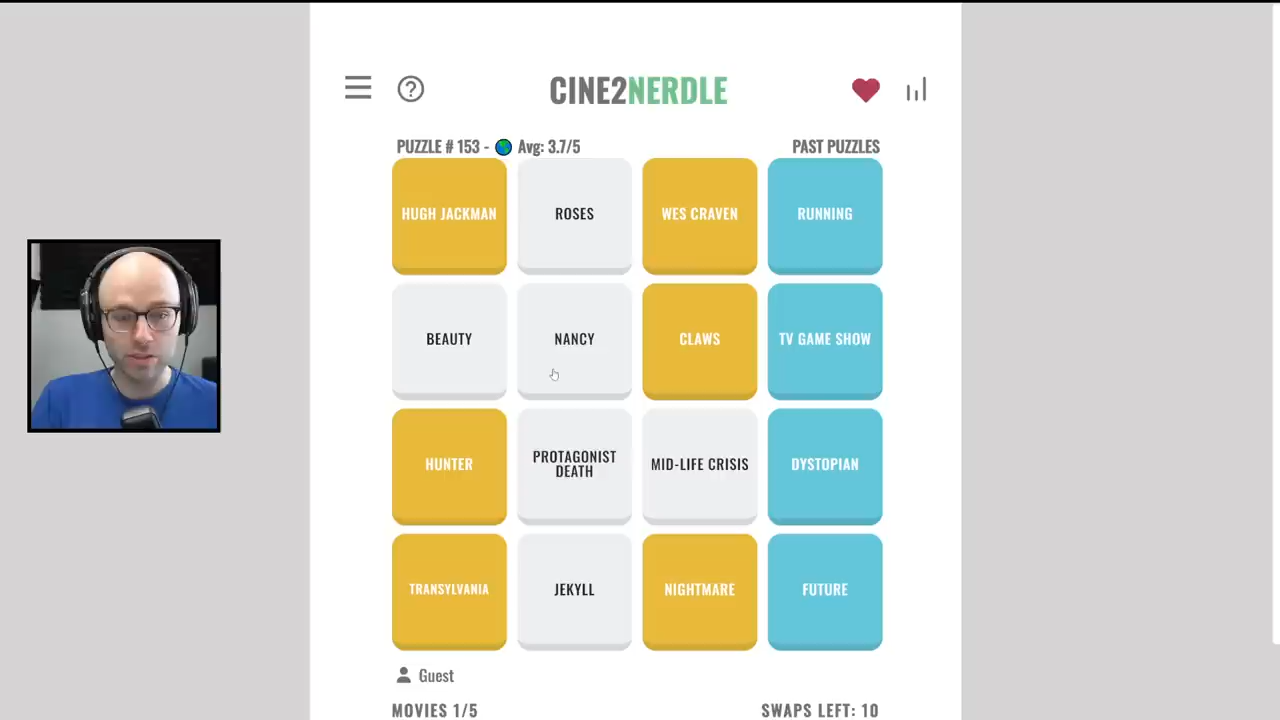 CINE2NERDLE
PUZZLE # 153 - Avg: 3.7/5
PAST PUZZLES
HUGH JACKMAN
ROSES
WES CRAVEN
RUNNING
BEAUTY
NANCY
CLAWS
TV GAME SHOW
HUNTER
PROTAGONIST
DEATH
MID-LIFE CRISIS
DYSTOPIAN
TRANSYLVANIA
JEKYLL
NIGHTMARE
FUTURE
Guest
MOVIES 1/5
SWAPS LEFT: 10